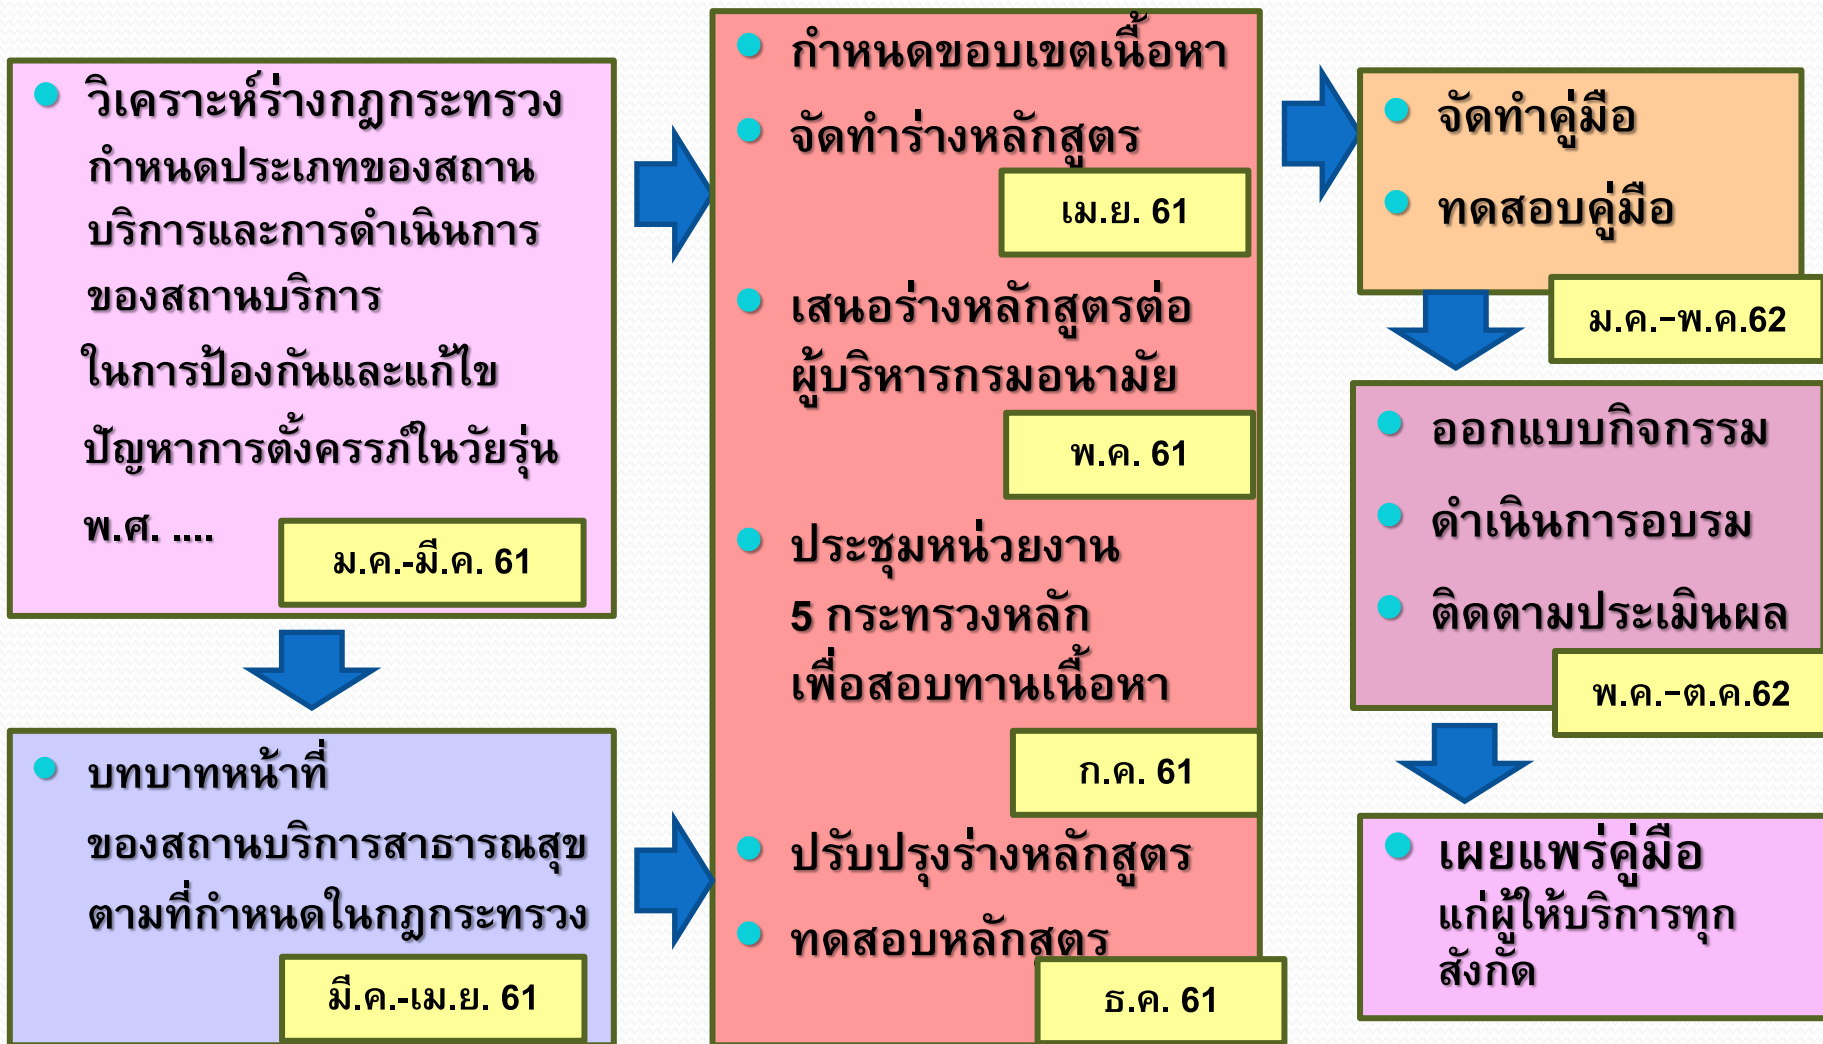 วิเคราะห์ร่างกฎกระทรวง
กำหนดประเภทของสถาน
บริการและการดำเนินการ
ของสถานบริการ
ในการป้องกันและแก้ไข
ปัญหาการตั้งครรภ์ในวัยรุ่น
พ.ศ. ....
ม.ค.-มี.ค. 61
บทบาทหน้าที่
ของสถานบริการสาธารณสุข
ตามที่กำหนดในกฎกระทรวง
มี.ค.-เม.ย. 61
กำหนดขอบเขตเนื้อหา
จัดทำร่างหลักสูตร
เม.ย. 61
เสนอร่างหลักสูตรต่อ
ผู้บริหารกรมอนามัย
พ.ค. 61
ประชุมหน่วยงาน
5 กระทรวงหลัก
เพื่อสอบทานเนื้อหา
ก.ค. 61
ปรับปรุงร่างหลักสูตร
ทดสอบหลักสูตร
ธ.ค. 61
จัดทำคู่มือ
ทดสอบคู่มือ
ม.ค.-พ.ค.62
ออกแบบกิจกรรม
ดำเนินการอบรม
ติดตามประเมินผล
พ.ค.-ต.ค.62
เผยแพร่คู่มือ
แก่ผู้ให้บริการทุก
สังกัด